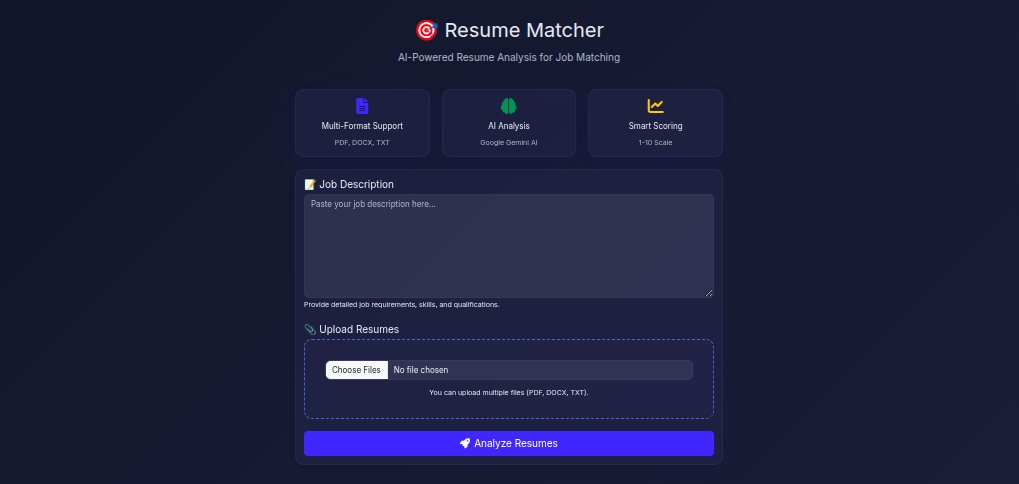 🎯 Resume Matcher
AI-Powered Resume Analysis for Job Matching
Multi-Format Support
PDF, DOCX, TXT
AI Analysis
Google Gemini AI
Smart Scoring
1-10 Scale
📝 Job Description
Paste your job description here...
Provide detailed job requirements, skills, and qualifications.
📎 Upload Resumes
Choose Files No file chosen
You can upload multiple files (PDF, DOCX, TXT).
Analyze Resumes